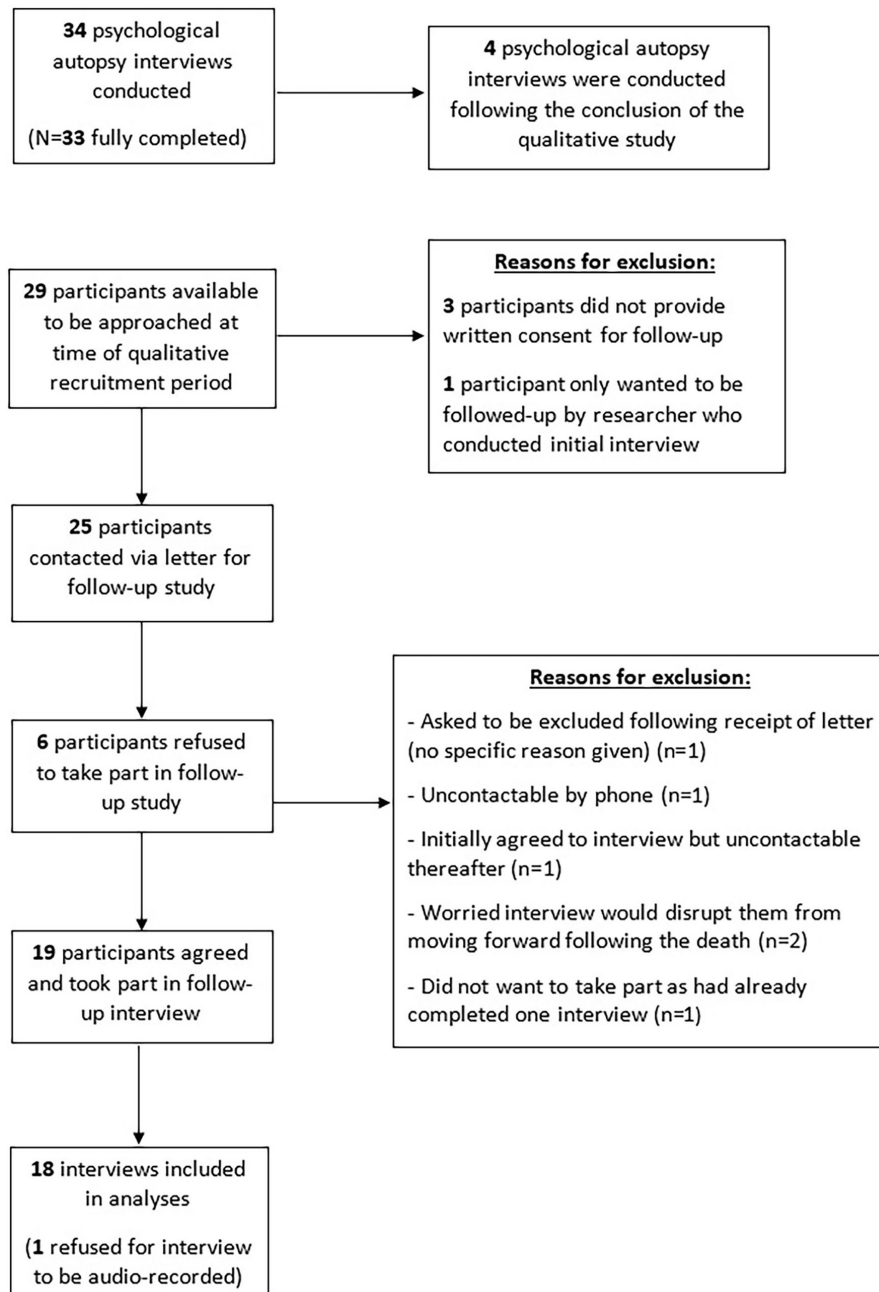 34 psychological
autopsy interviews
conducted
(N=33 fully completed)
4 psychological autopsy
interviews were conducted
following the conclusion of the
qualitative study
29 participants available
to be approached at
time of qualitative
recruitment period
Reasons for exclusion:
3 participants did not provide
written consent for follow-up
1 participant only wanted to be
followed-up by researcher who
conducted initial interview
25 participants
contacted via letter for
follow-up study
6 participants refused
to take part in follow-
up study
Reasons for exclusion:
- Asked to be excluded following receipt of letter
(no specific reason given) (n=1)
- Uncontactable by phone (n=1)
- Initially agreed to interview but uncontactable
thereafter (n=1)
- Worried interview would disrupt them from
moving forward following the death (n=2)
- Did not want to take part as had already
completed one interview (n=1)
19 participants agreed
and took part in follow-
up interview
18 interviews included
in analyses
(1 refused for interview
to be audio-recorded)